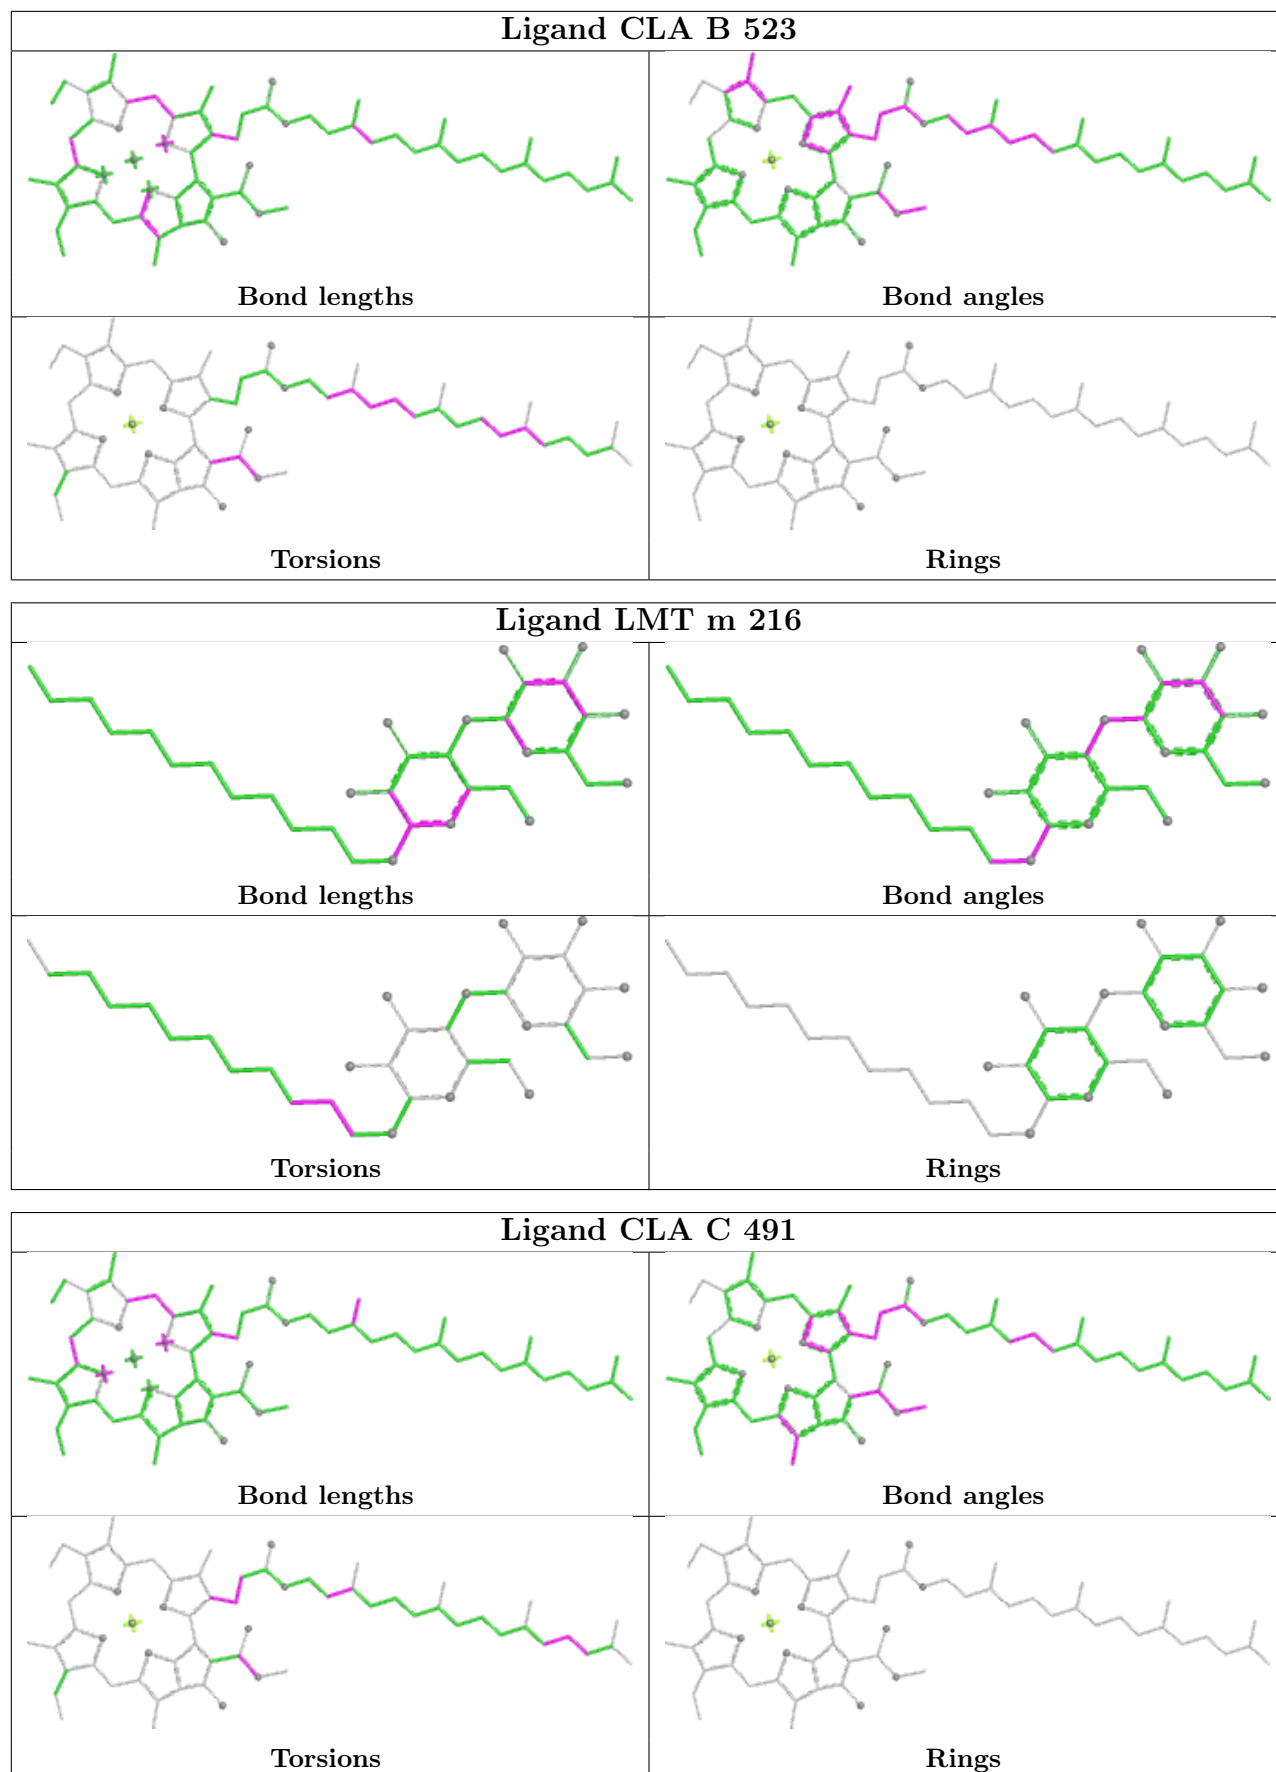 Ligand CLA B 523
Bond lengths
Bond angles
Torsions
Rings
Ligand LMT m 216
Bond lengths
Bond angles
Torsions
Rings
Ligand CLA C 491
Bond lengths
Bond angles
Torsions
Rings